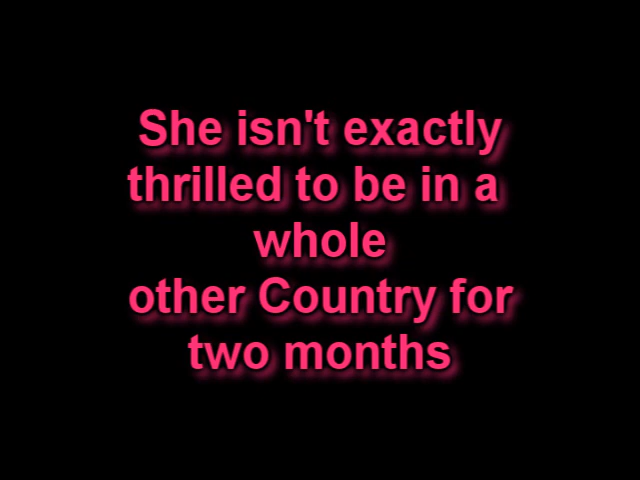 She isn't exactly
thrilled to be in a
whole
other Country for
two months